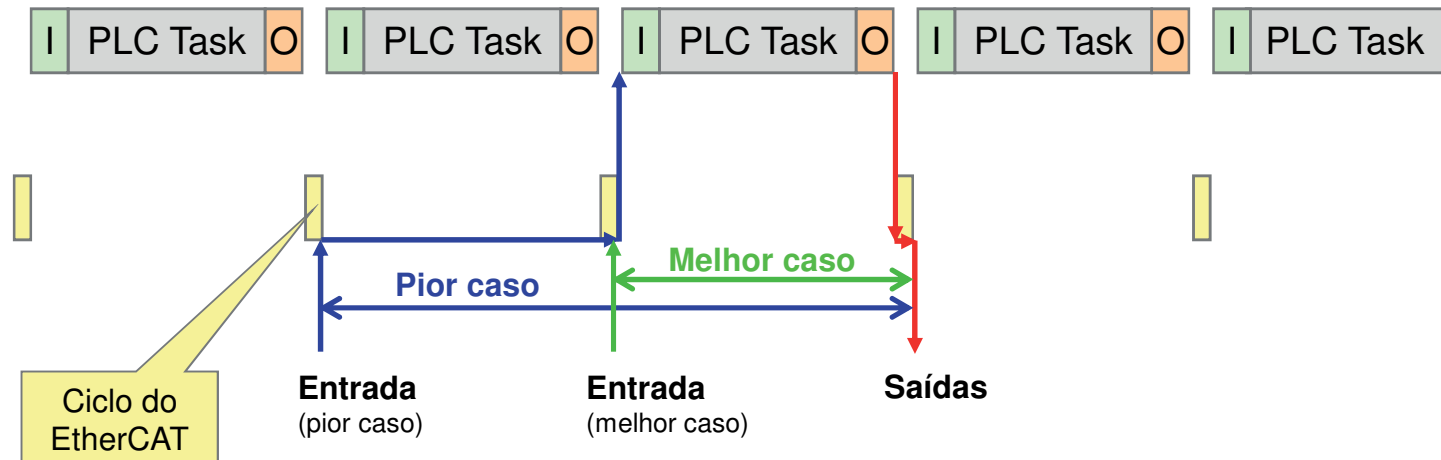 I PLC Task O I PLC Task O I PLC Task O I PLC Task O I PLC Task
Melhor caso
Pior caso
Ciclo do
EtherCAT
Entrada
(pior caso)
Entrada
(melhor caso)
Saídas